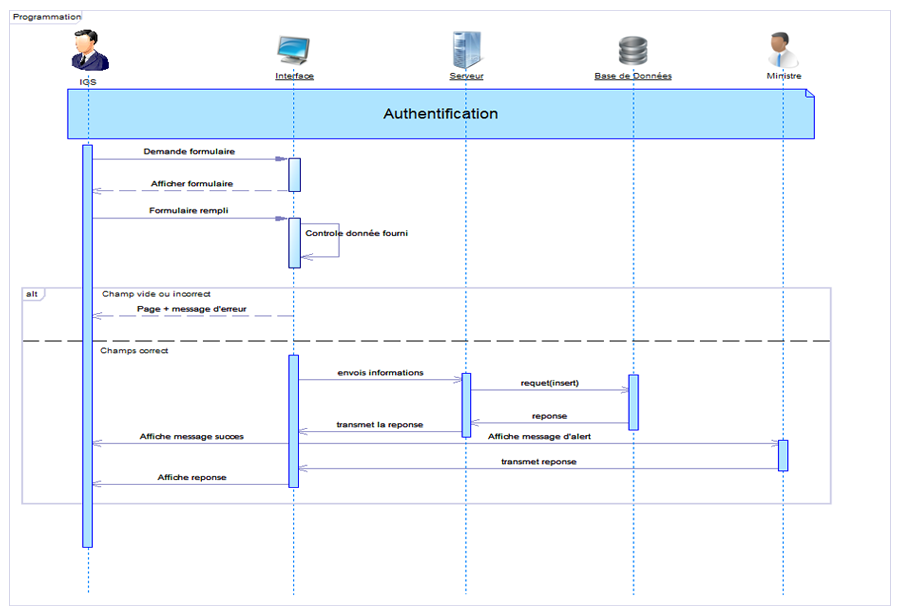 Programmation
IGS
Interface
Serveur
Base de Données
Ministre
Authentification
Demande formulaire
Afficher formulaire
Formulaire rempli
Controle donnée fourni
alt
Champ vide ou incorrect
Page + message d'erreur
Champs correct
envois informations
requet(insert)
reponse
transmet la reponse
Affiche message succes
Affiche message d'alert
transmet reponse
Affiche reponse